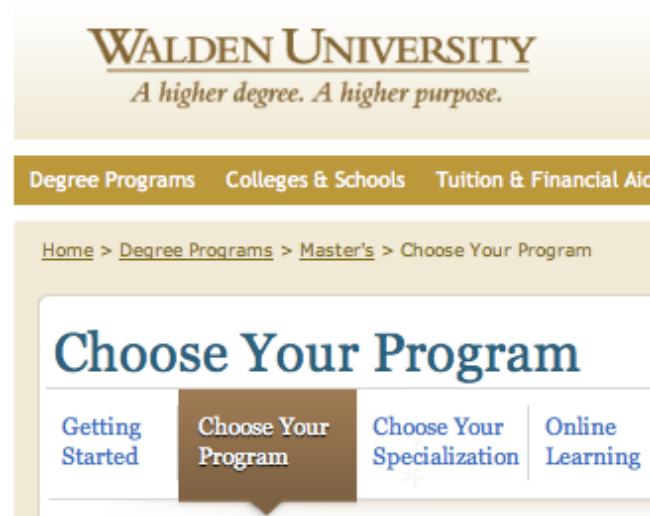 WALDEN UNIVERSITY
A higher degree. A higher purpose.
Degree Programs Colleges & Schools Tuition & Financial Aid
Home > Degree Programs > Master's > Choose Your Program
Choose Your Program
Getting Started
Choose Your Program
Choose Your Specialization
Online Learning